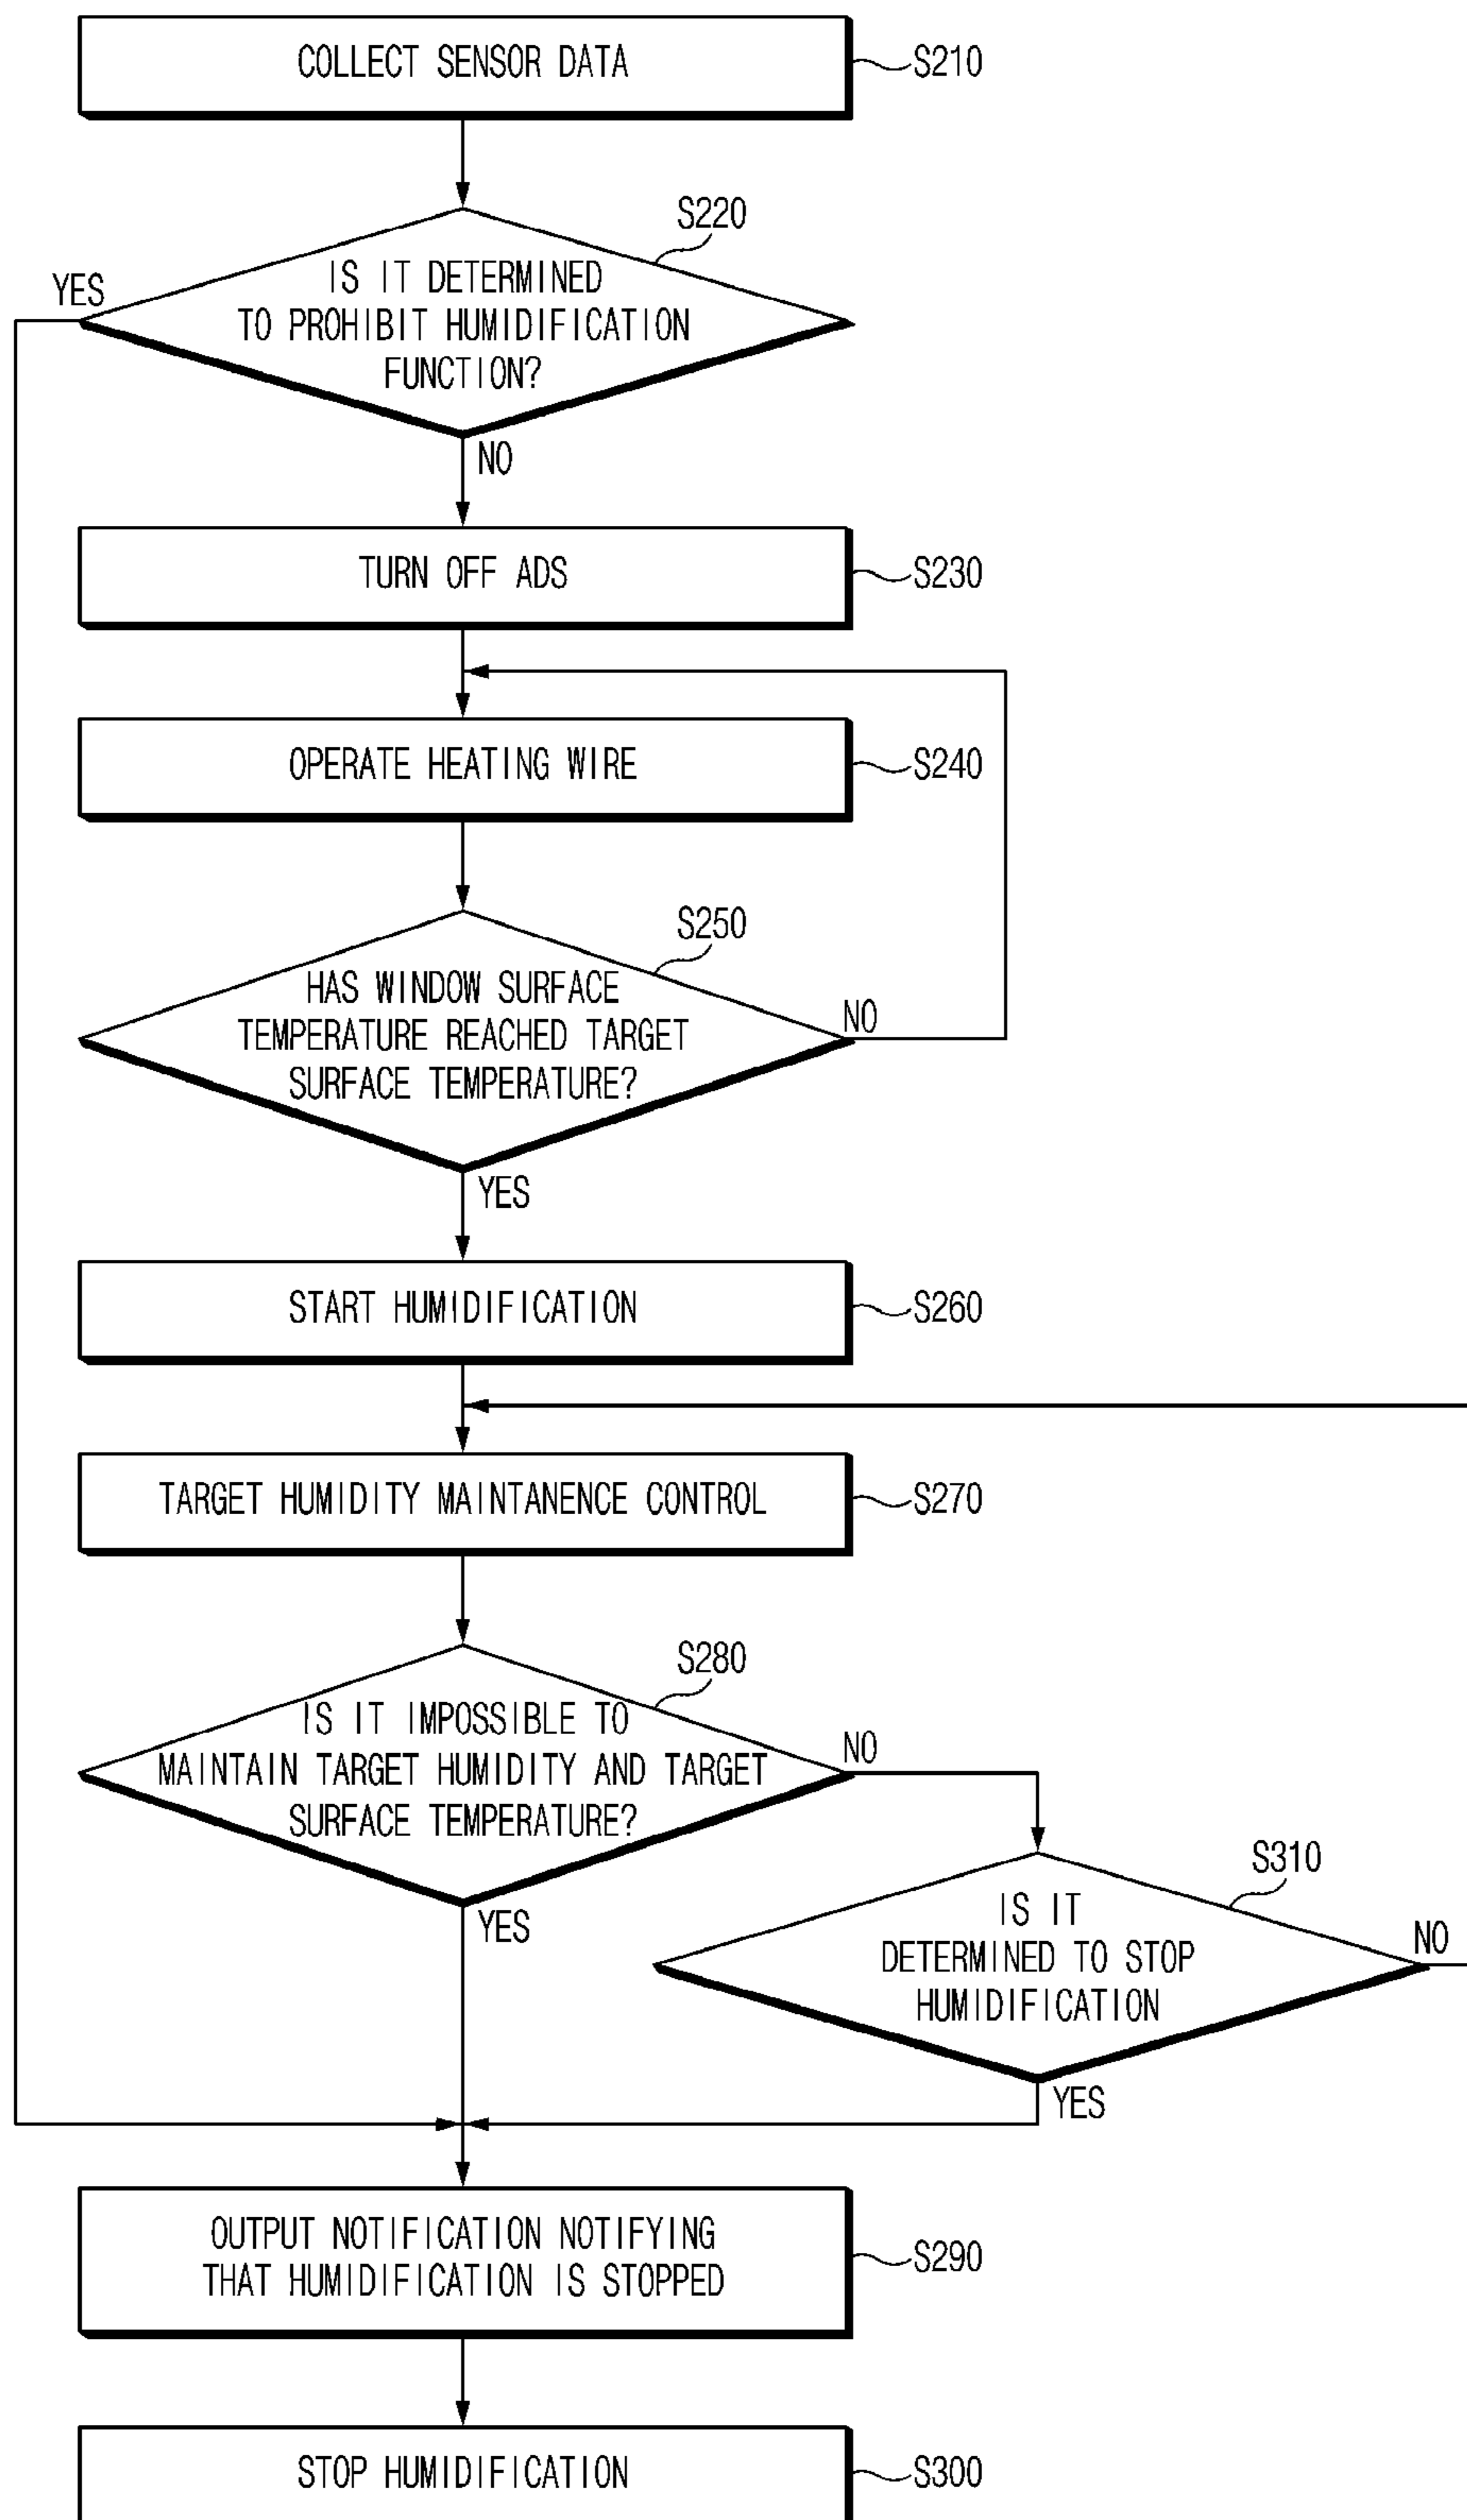 COLLECT SENSOR DATA
S210
S220
YES
IS IT DETERMINED
TO PROHIBIT HUMIDIFICATION
FUNCTION?
NO
TURN OFF ADS
S230
OPERATE HEATING WIRE
S240
S250
HAS WINDOW SURFACE
TEMPERATURE REACHED TARGET
SURFACE TEMPERATURE?
NO
YES
START HUMIDIFICATION
S260
TARGET HUMIDITY MAINTANENCE CONTROL
S270
S280
IS IT IMPOSSIBLE TO
MAINTAIN TARGET HUMIDITY AND TARGET
SURFACE TEMPERATURE?
NO
YES
S310
IS IT
DETERMINED TO STOP
HUMIDIFICATION
NO
YES
OUTPUT NOTIFICATION NOTIFYING
THAT HUMIDIFICATION IS STOPPED
S290
STOP HUMIDIFICATION
S300